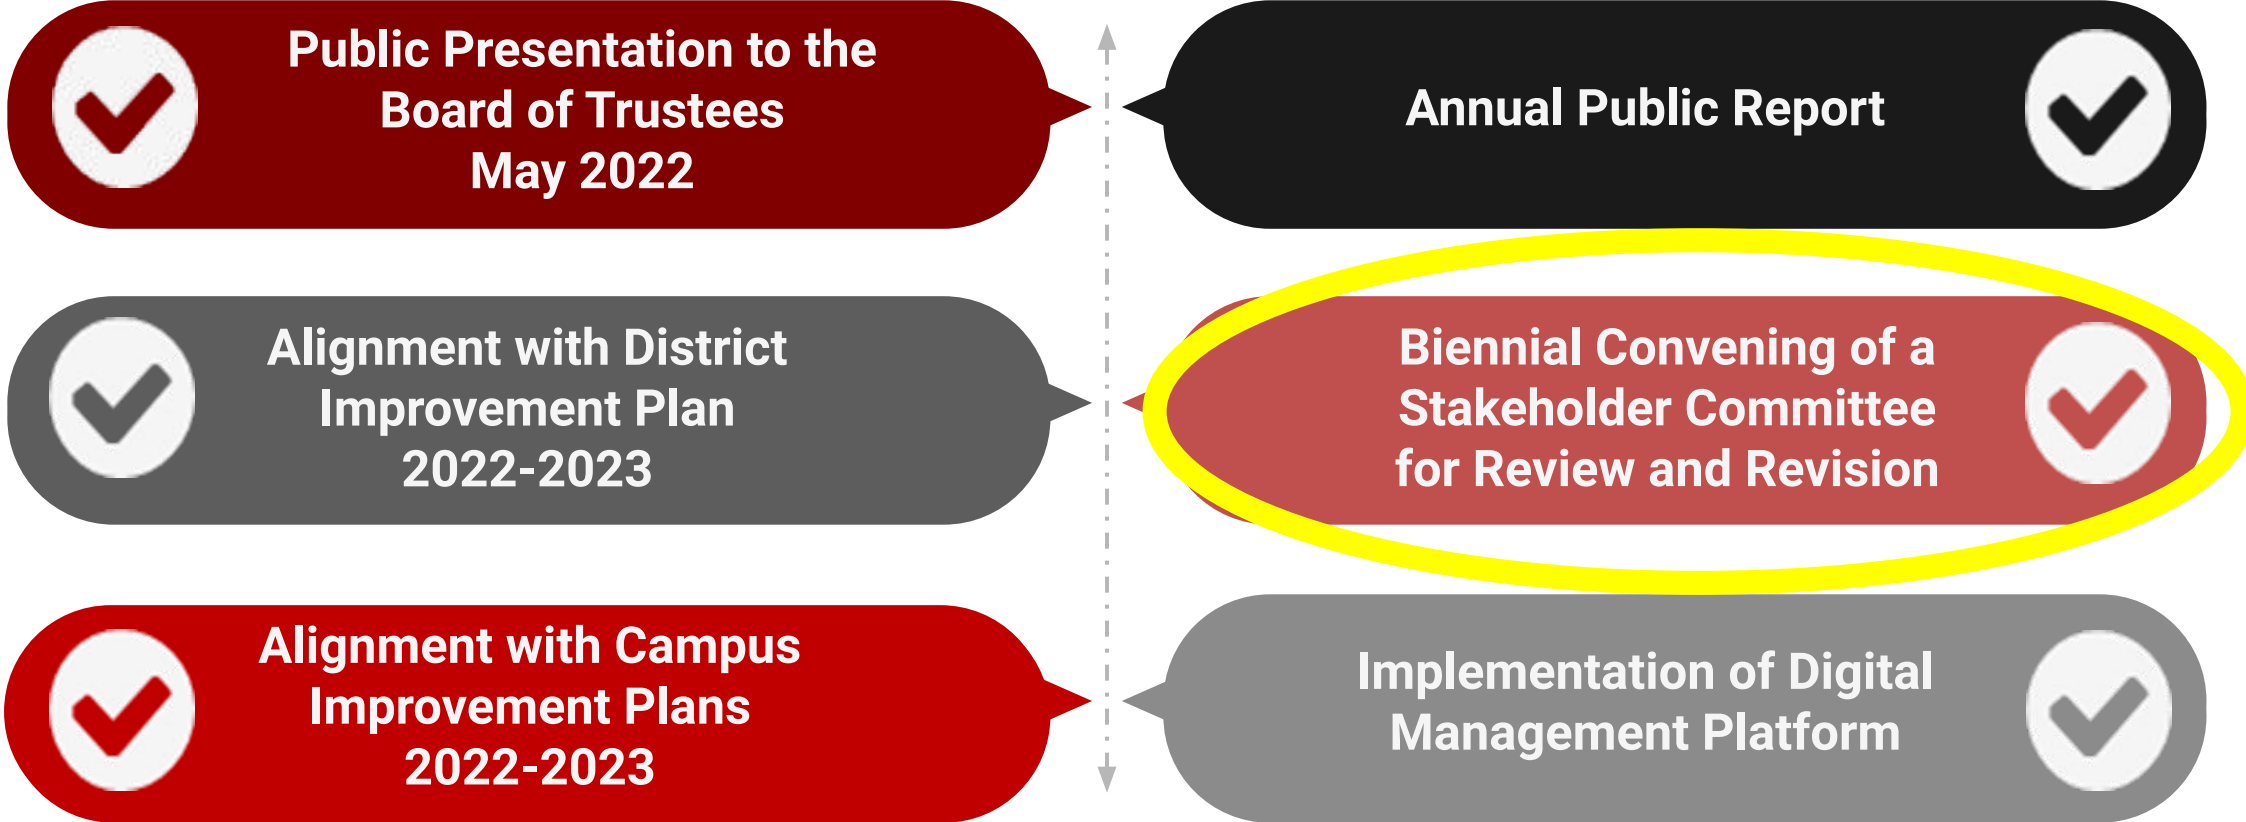 Public Presentation to the
Board of Trustees
May 2022
Annual Public Report
Alignment with District
Improvement Plan
2022-2023
Biennial Convening of a
Stakeholder Committee
for Review and Revision
Alignment with Campus
Improvement Plans
2022-2023
Implementation of Digital
Management Platform